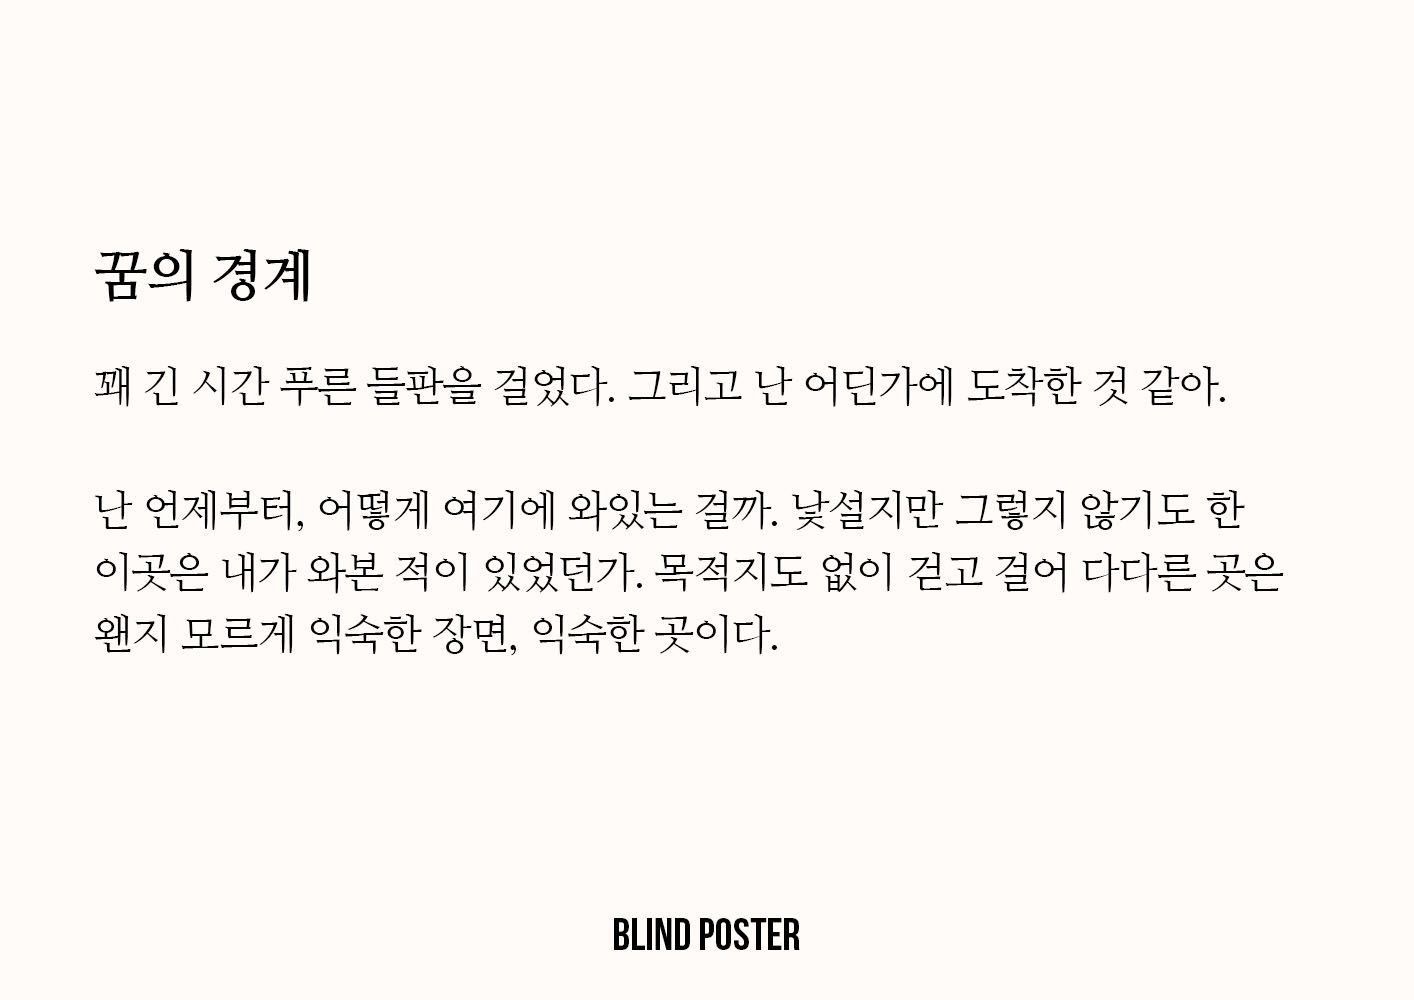 꿈의 경계
꽤 긴 시간 푸른 들판을 걸었다. 그리고 난 어딘가에 도착한 것 같아.
난 언제부터, 어떻게 여기에 와있는 걸까. 낯설지만 그렇지 않기도 한
이곳은 내가 와본 적이 있었던가. 목적지도 없이 걷고 걸어 다다른 곳은
왠지 모르게 익숙한 장면, 익숙한 곳이다.
BLIND POSTER